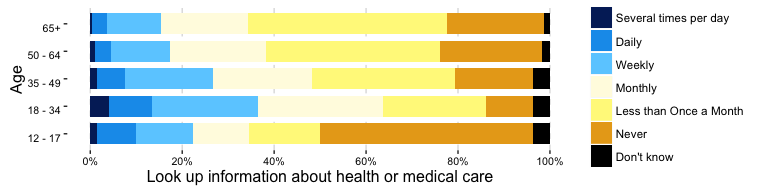 Age
65+
50 - 64
35 - 49
18 - 34
12 - 17
0% 20% 40% 60% 80% 100%
Look up information about health or medical care
Several times per day
Daily
Weekly
Monthly
Less than Once a Month
Never
Don't know